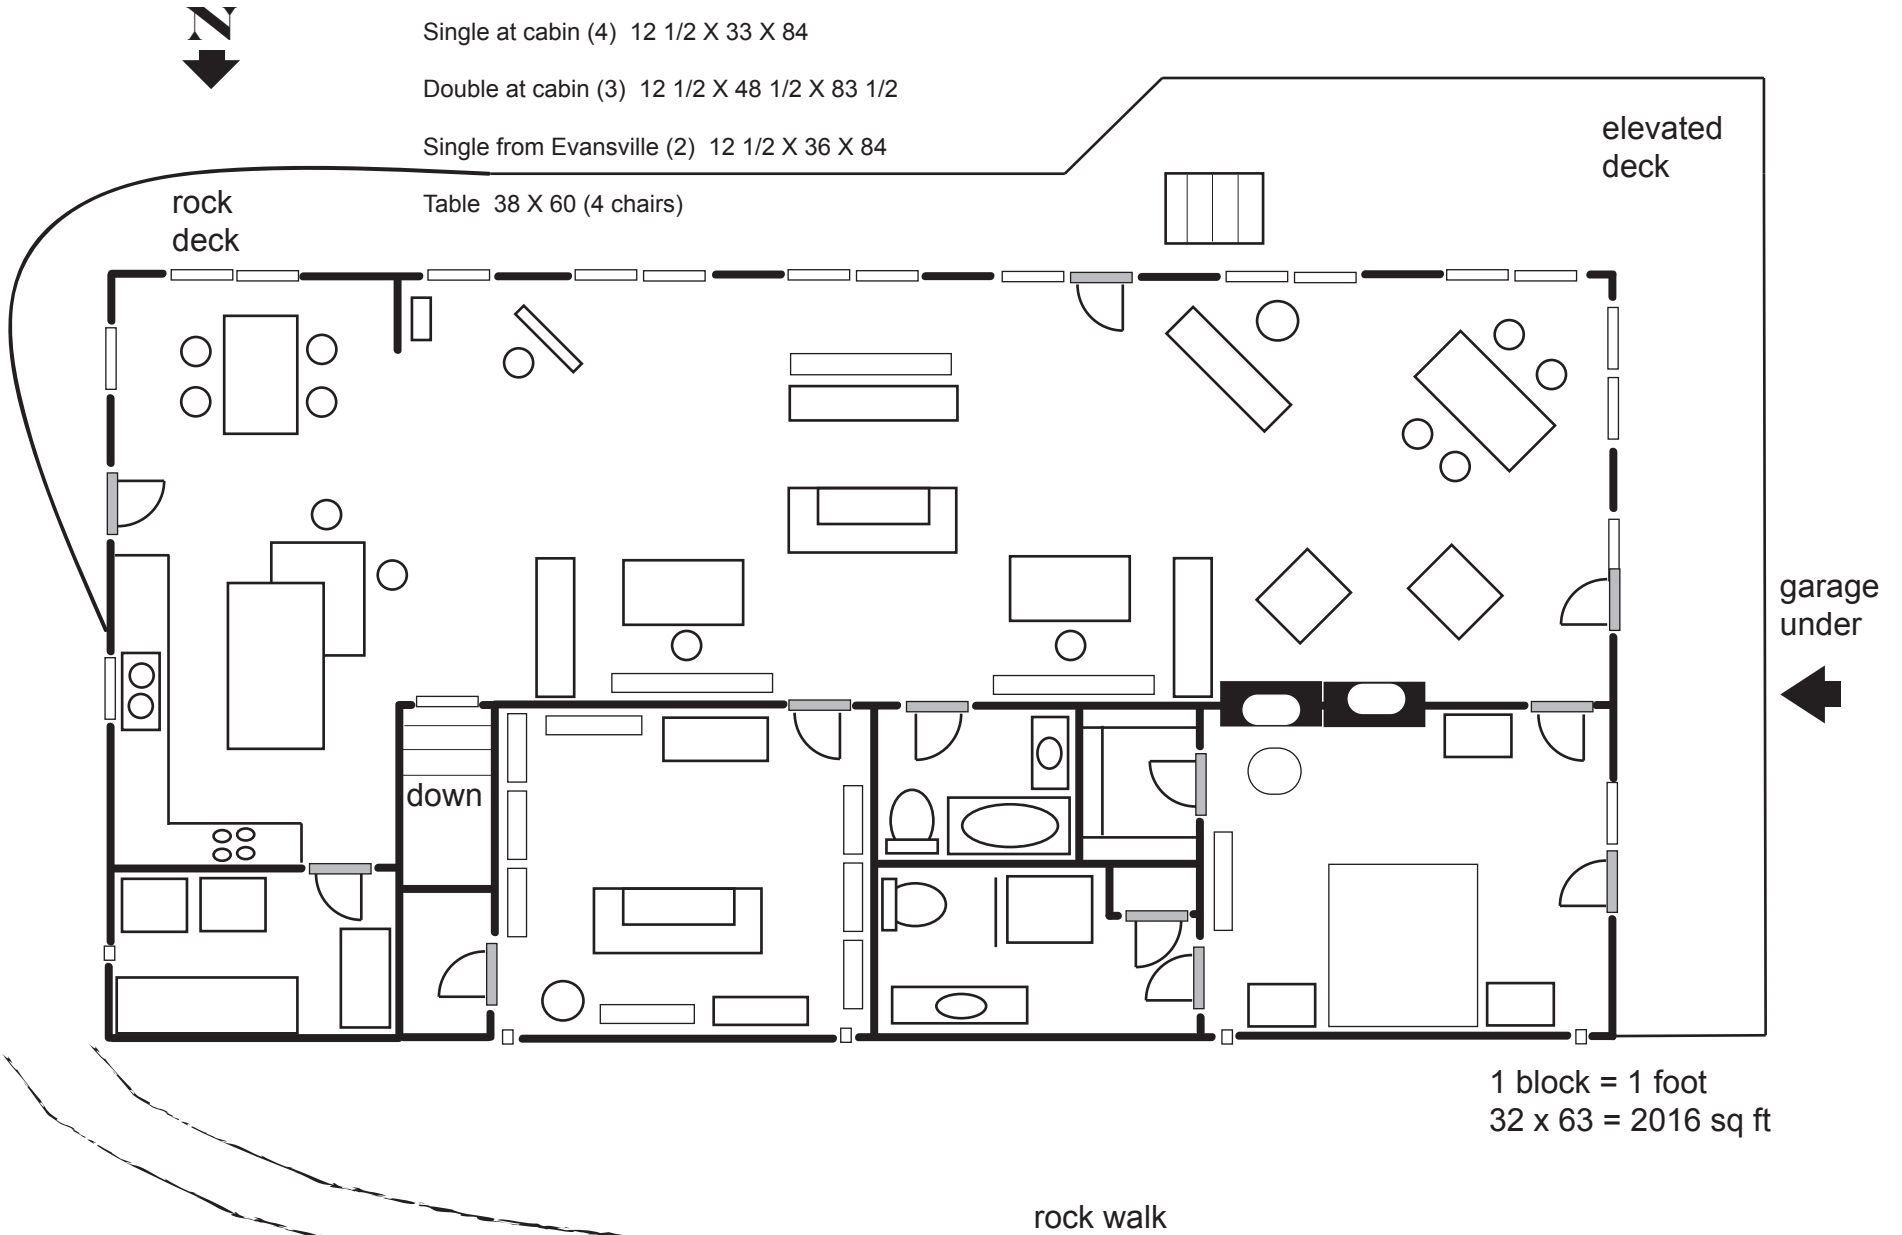 N
Single at cabin (4)  12 1/2 X 33 X 84
Double at cabin (3)  12 1/2 X 48 1/2 X 83 1/2
Single from Evansville (2)  12 1/2 X 36 X 84
Table  38 X 60 (4 chairs)
rock
deck
elevated
deck
garage
under
down
1 block = 1 foot
32 x 63 = 2016 sq ft
rock walk